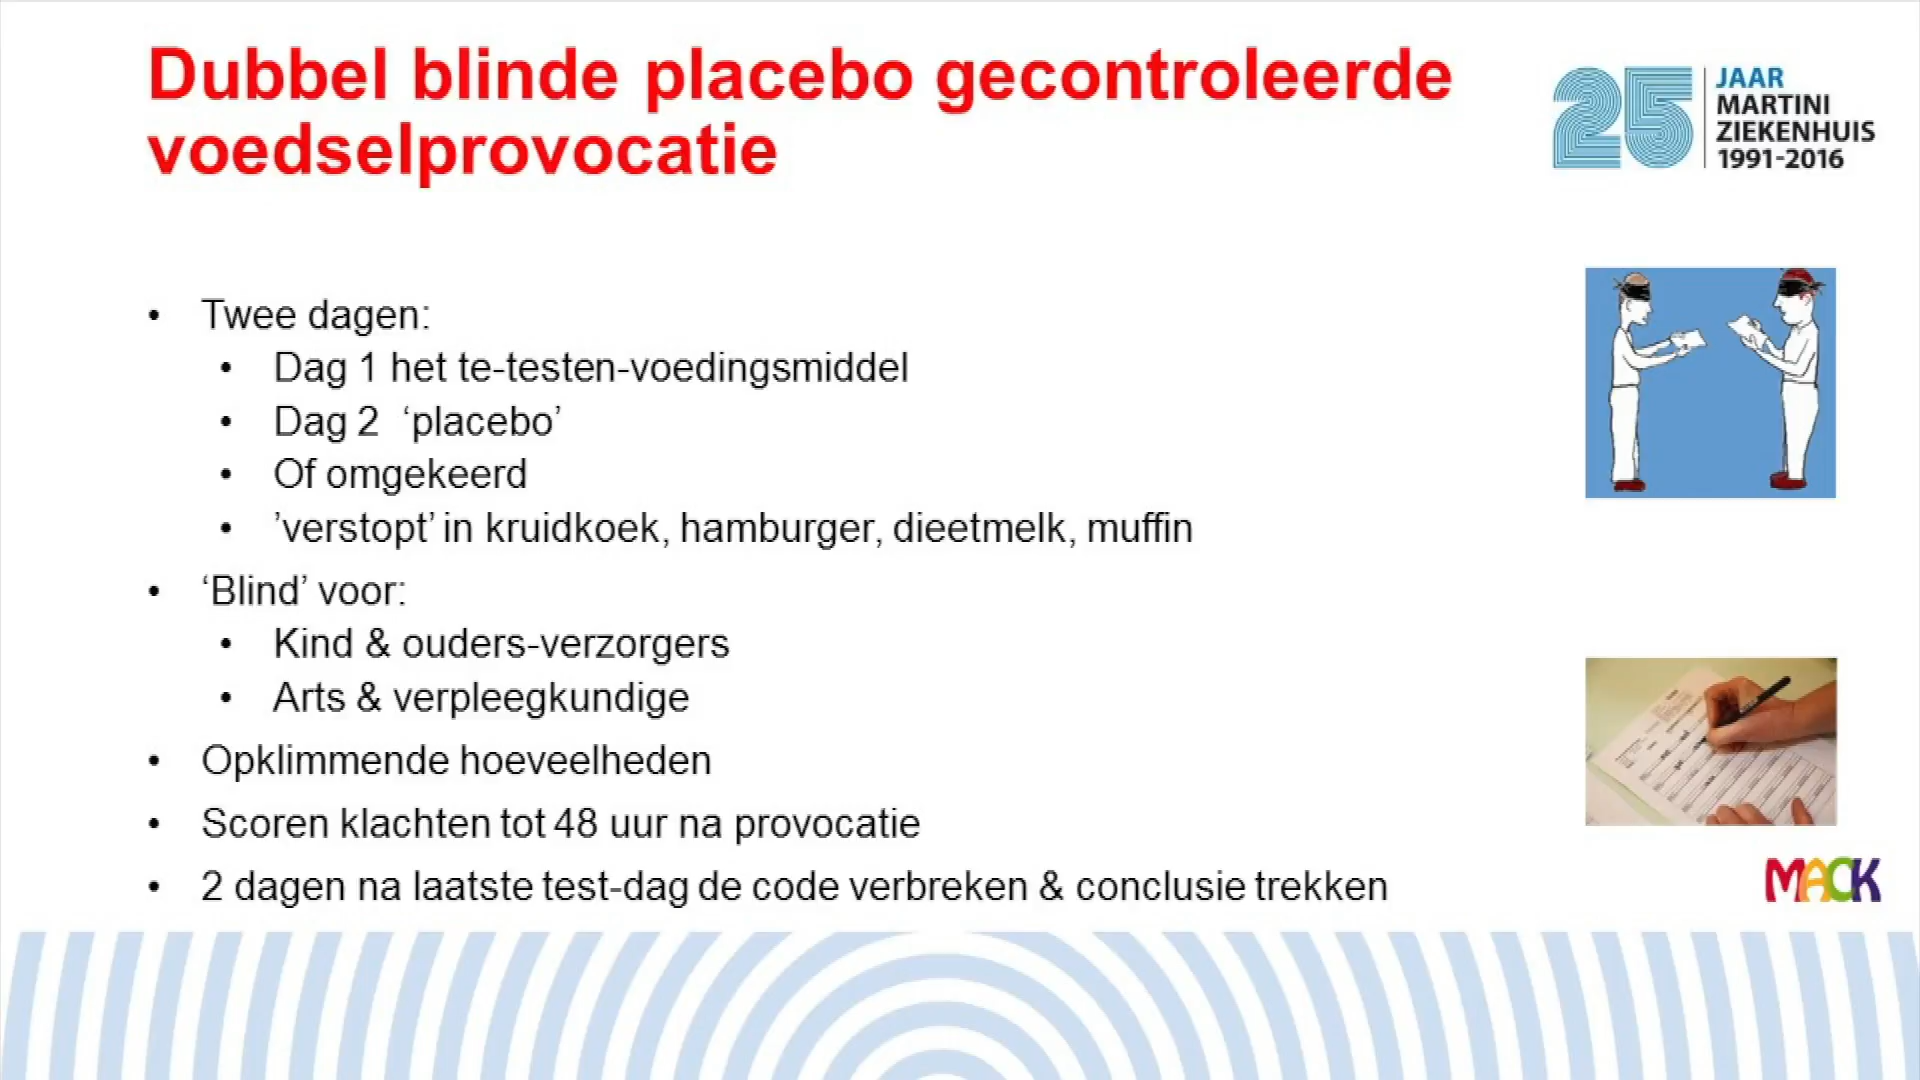 Dubbel blinde placebo gecontroleerde
voedselprovocatie
25
JAAR
MARTINI
ZIEKENHUIS
1991-2016
• Twee dagen:
• Dag 1 het te-testen-voedingsmiddel
• Dag 2 ‘placebo’
• Of omgekeerd
• ’verstopt’ in kruidkoek, hamburger, dieetmelk, muffin
• ‘Blind’ voor:
• Kind & ouders-verzorgers
• Arts & verpleegkundige
• Opklimmende hoeveelheden
• Scoren klachten tot 48 uur na provocatie
• 2 dagen na laatste test-dag de code verbreken & conclusie trekken
MACK